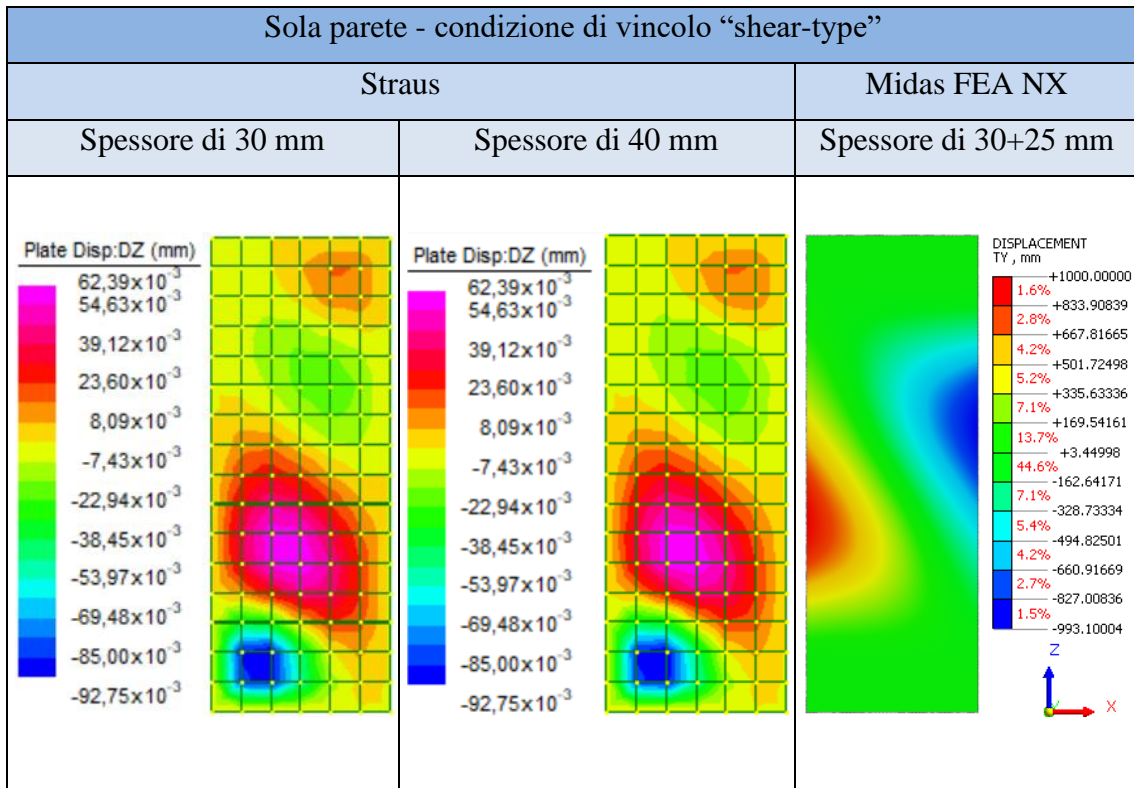 Sola parete - condizione di vincolo “shear-type”
Straus
Midas FEA NX
Spessore di 30 mm
Spessore di 40 mm
Spessore di 30+25 mm
Plate Disp:DZ (mm)
62,39x10⁻³
54,63x10⁻³
39,12x10⁻³
23,60x10⁻³
8,09x10⁻³
-7,43x10⁻³
-22,94x10⁻³
-38,45x10⁻³
-53,97x10⁻³
-69,48x10⁻³
-85,00x10⁻³
-92,75x10⁻³
Plate Disp:DZ (mm)
62,39x10⁻³
54,63x10⁻³
39,12x10⁻³
23,60x10⁻³
8,09x10⁻³
-7,43x10⁻³
-22,94x10⁻³
-38,45x10⁻³
-53,97x10⁻³
-69,48x10⁻³
-85,00x10⁻³
-92,75x10⁻³
DISPLACEMENT
TY , mm
+1000.00000
1.6%
+833.90839
2.8%
+667.81665
4.2%
+501.72498
5.2%
+335.63336
7.1%
+169.54161
13.7%
+3.44998
44.6%
-162.64171
7.1%
-328.73334
5.4%
-494.82501
4.2%
-660.91669
2.7%
-827.00836
1.5%
-993.10004
Z
Y
X